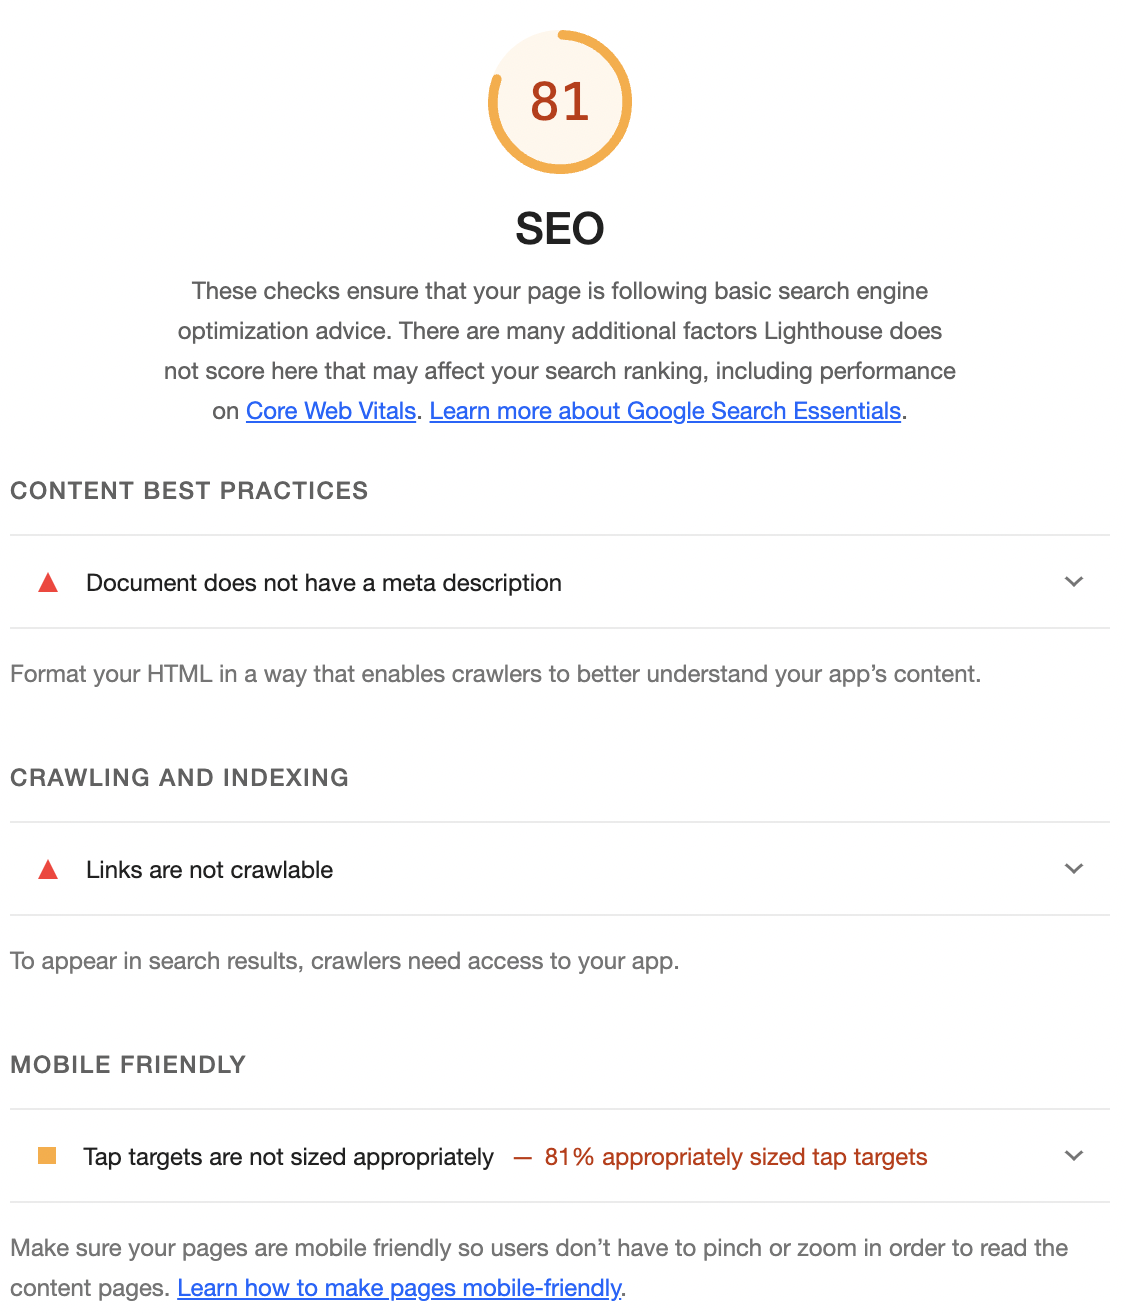 81
SEO
These checks ensure that your page is following basic search engine
optimization advice. There are many additional factors Lighthouse does
not score here that may affect your search ranking, including performance
on Core Web Vitals. Learn more about Google Search Essentials.
CONTENT BEST PRACTICES
Document does not have a meta description
Format your HTML in a way that enables crawlers to better understand your app’s content.
CRAWLING AND INDEXING
Links are not crawlable
To appear in search results, crawlers need access to your app.
MOBILE FRIENDLY
Tap targets are not sized appropriately — 81% appropriately sized tap targets
Make sure your pages are mobile friendly so users don’t have to pinch or zoom in order to read the
content pages. Learn how to make pages mobile-friendly.